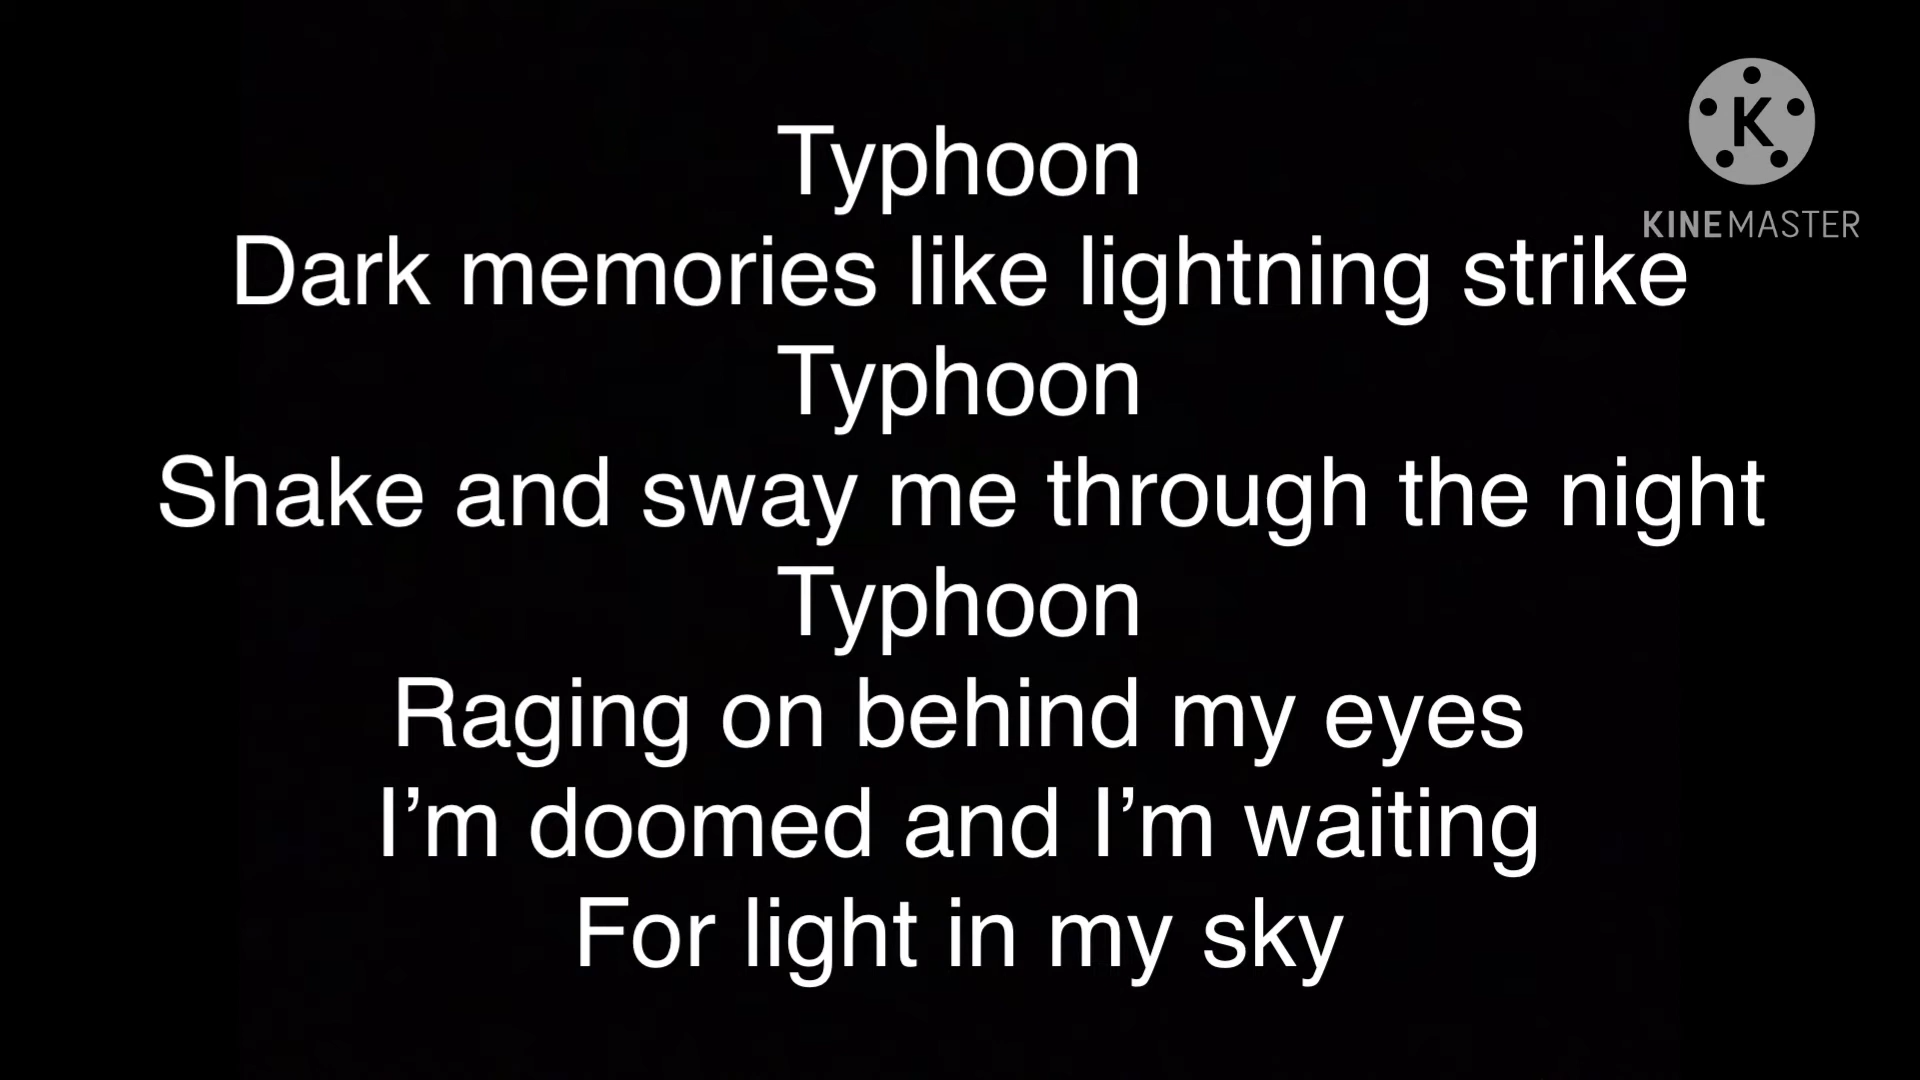 Typhoon
Dark memories like lightning strike
Typhoon
Shake and sway me through the night
Typhoon
Raging on behind my eyes
I’m doomed and I’m waiting
For light in my sky
K
KINEMASTER